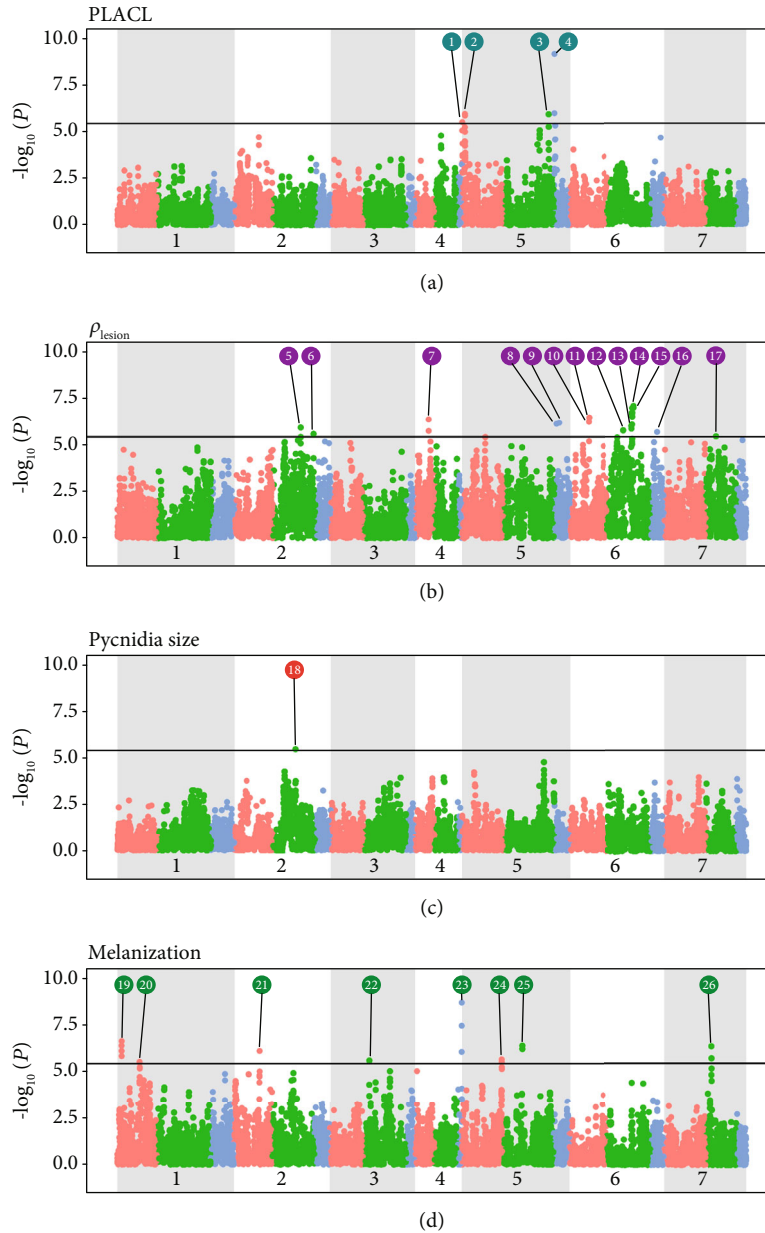 PLACL
1 2 3 4
10.0
7.5
5.0
2.5
0.0
-log10 (P)
1 2 3 4 5 6 7
(a)
ρlesion
5 6 7 8 9 10 11 12 13 14 15 16 17
10.0
7.5
5.0
2.5
0.0
-log10 (P)
1 2 3 4 5 6 7
(b)
Pycnidia size
18
10.0
7.5
5.0
2.5
0.0
-log10 (P)
1 2 3 4 5 6 7
(c)
Melanization
19 20 21 22 23 24 25 26
10.0
7.5
5.0
2.5
0.0
-log10 (P)
1 2 3 4 5 6 7
(d)